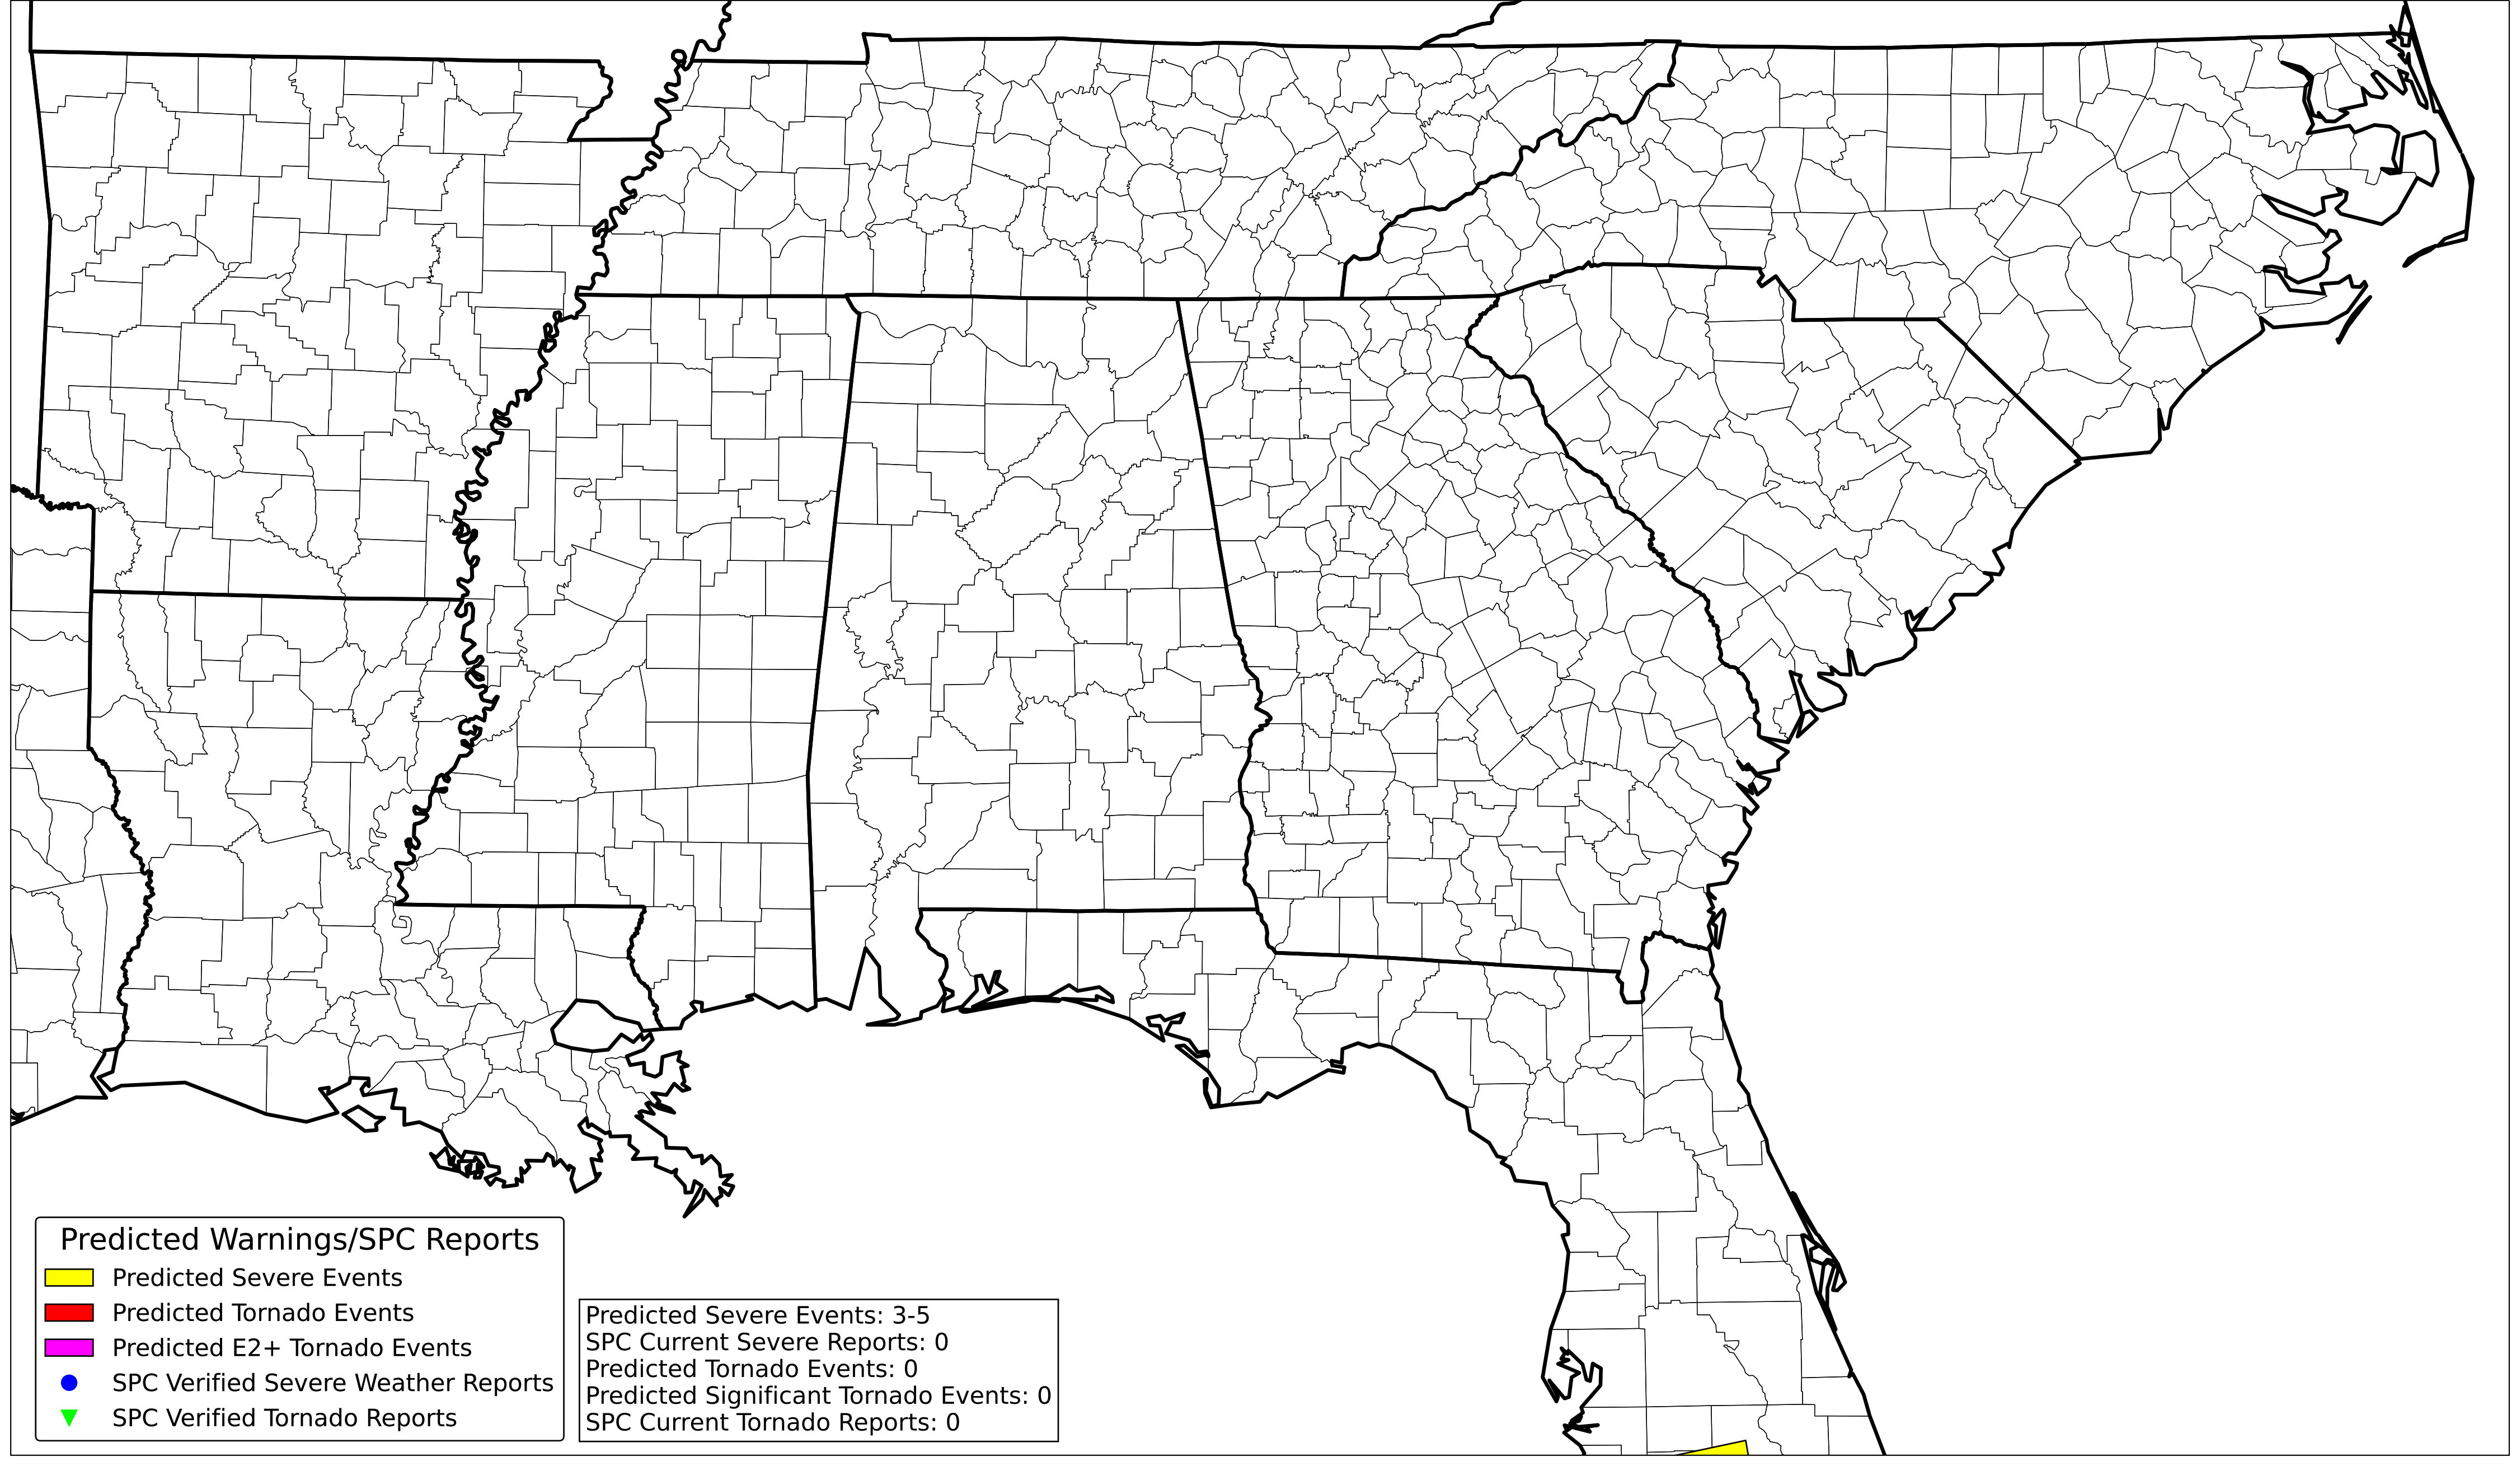 Predicted Warnings/SPC Reports
Predicted Severe Events
Predicted Tornado Events
Predicted E2+ Tornado Events
SPC Verified Severe Weather Reports
SPC Verified Tornado Reports
Predicted Severe Events: 3-5
SPC Current Severe Reports: 0
Predicted Tornado Events: 0
Predicted Significant Tornado Events: 0
SPC Current Tornado Reports: 0